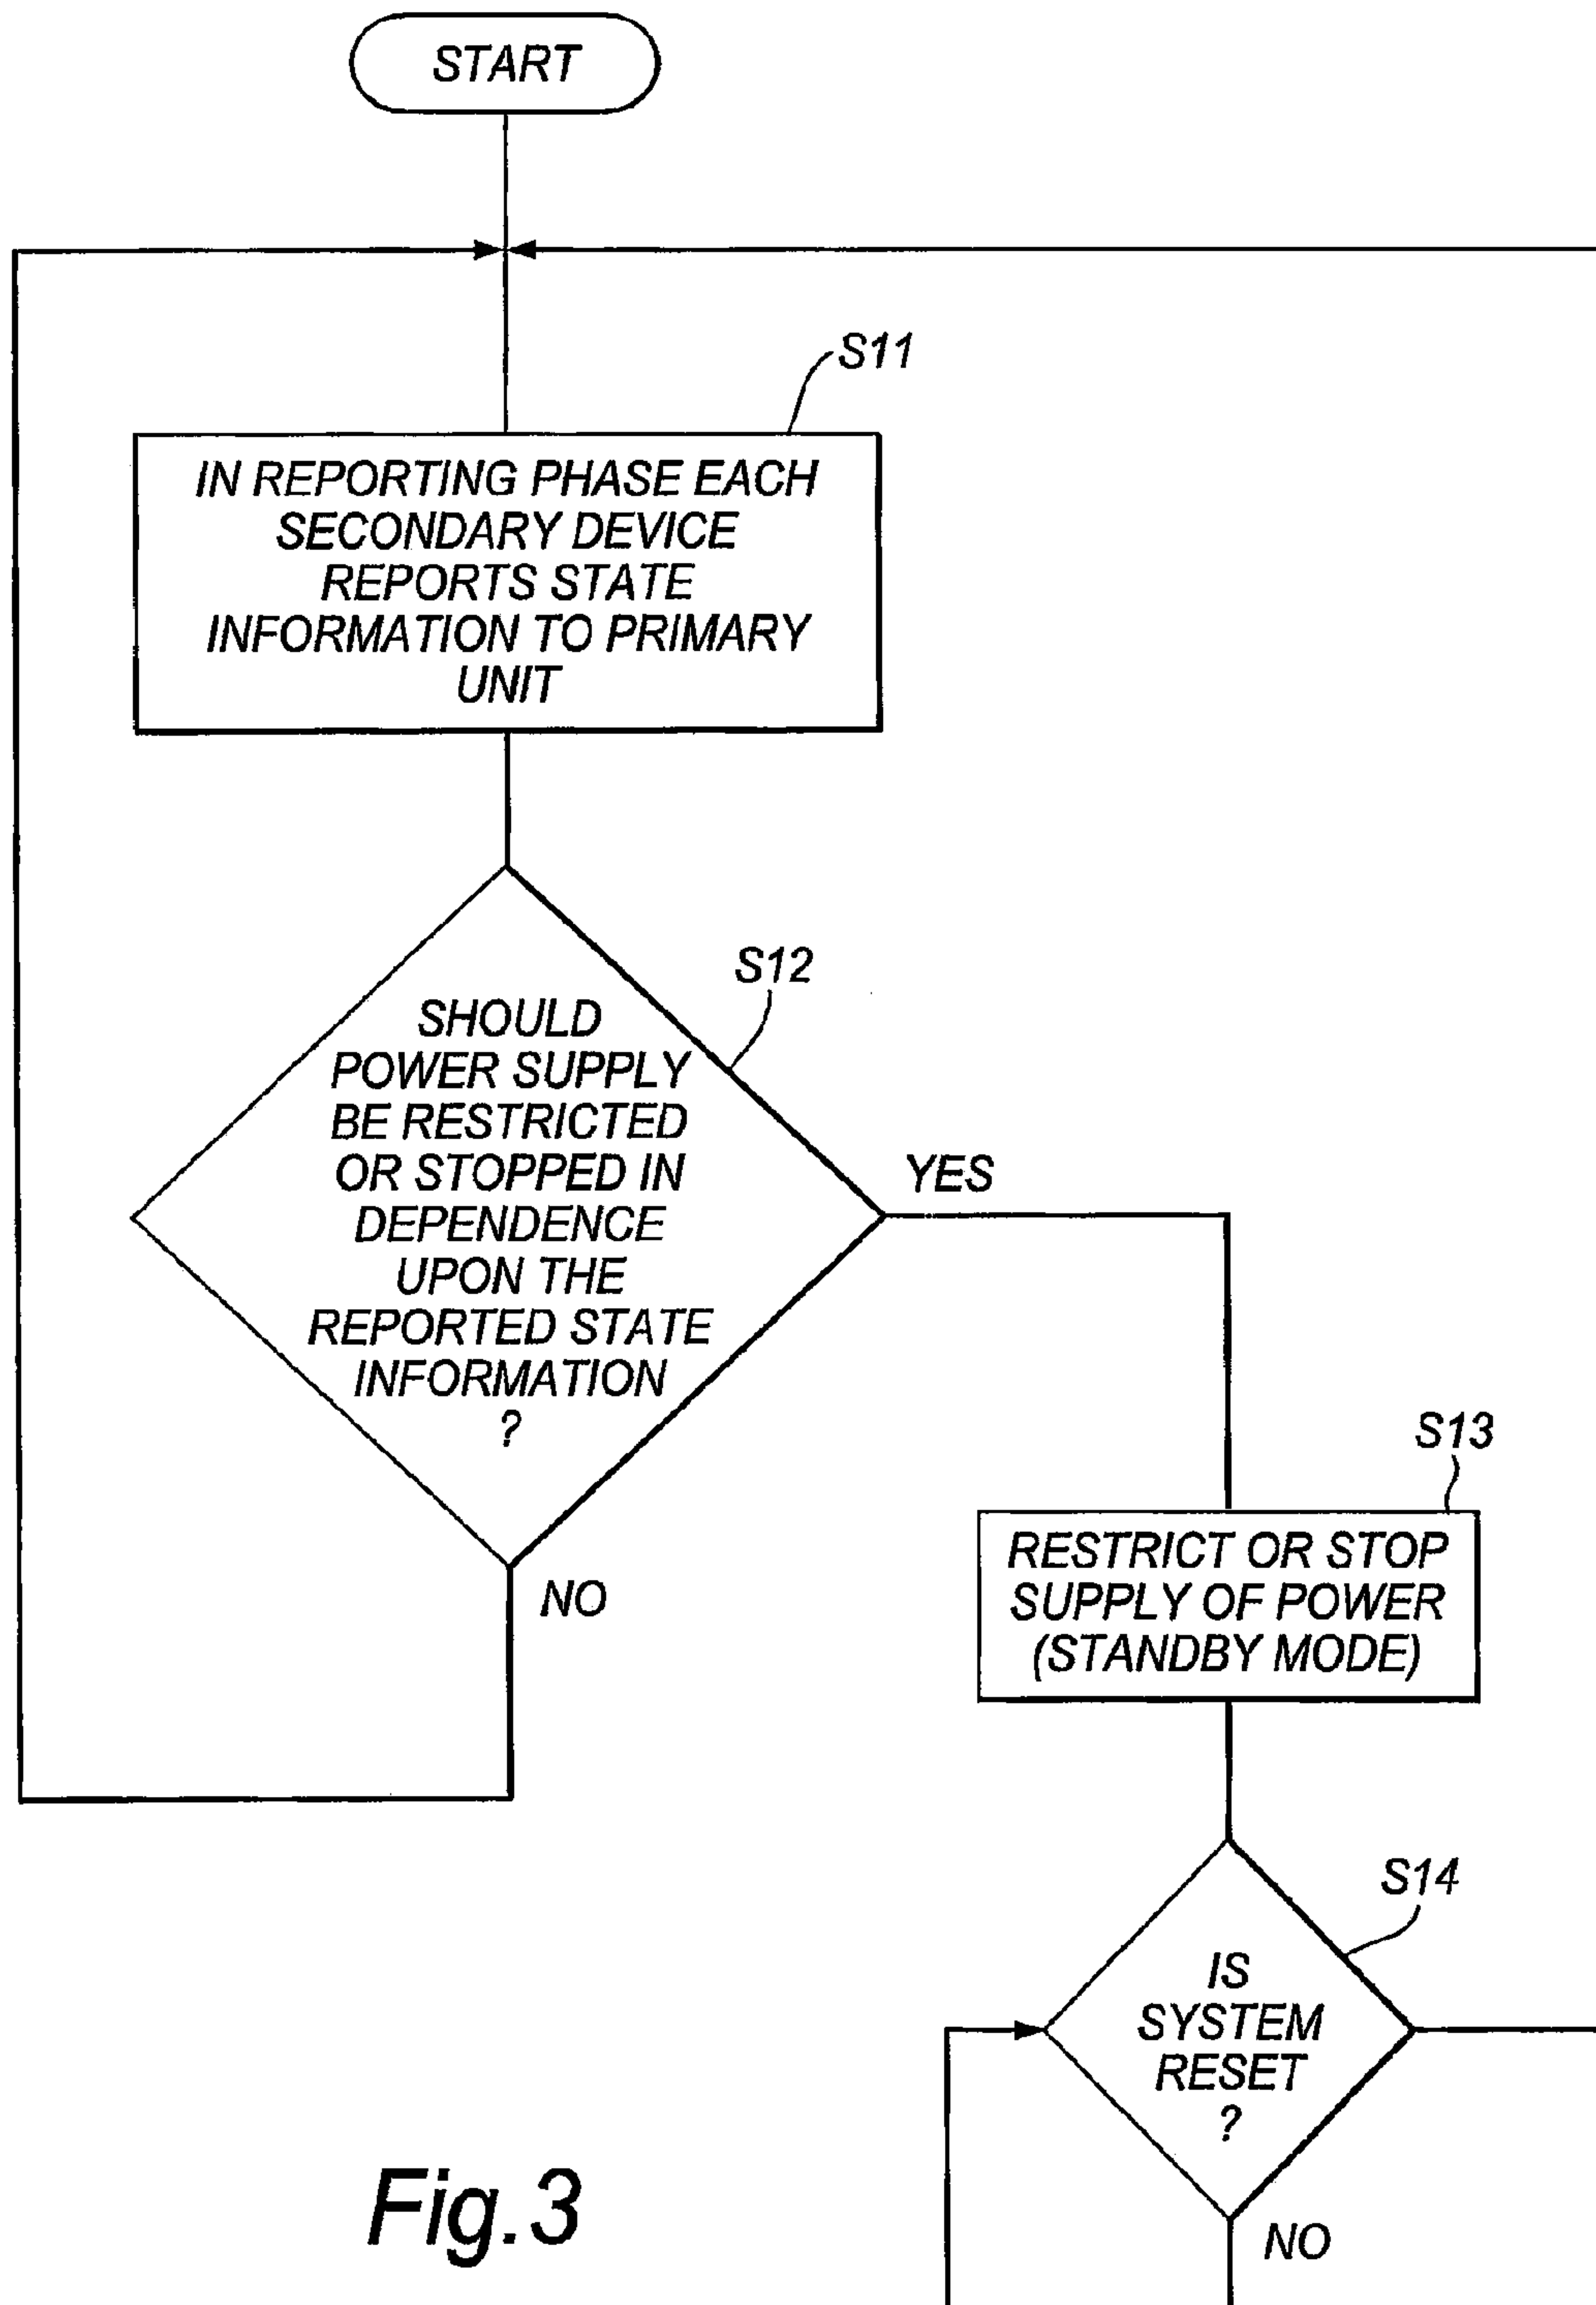 START
S11
IN REPORTING PHASE EACH
SECONDARY DEVICE
REPORTS STATE
INFORMATION TO PRIMARY
UNIT
S12
SHOULD
POWER SUPPLY
BE RESTRICTED
OR STOPPED IN
DEPENDENCE
UPON THE
REPORTED STATE
INFORMATION
?
YES
NO
S13
RESTRICT OR STOP
SUPPLY OF POWER
(STANDBY MODE)
S14
IS
SYSTEM
RESET
?
NO
Fig.3